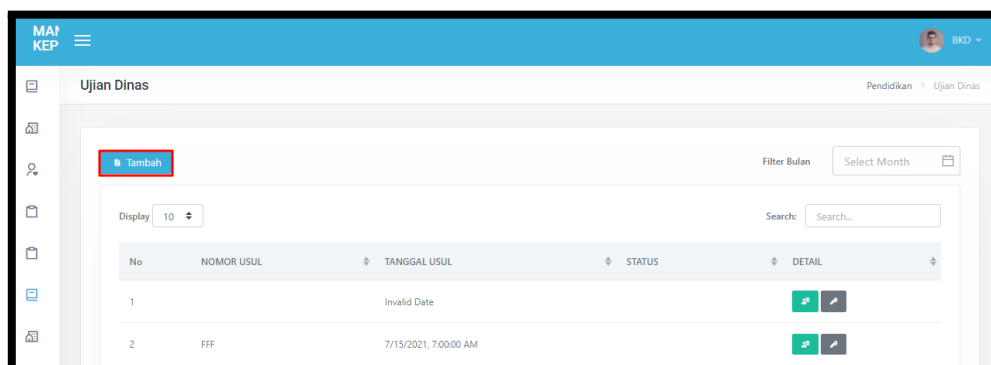 MAN
KEP
BKD
Ujian Dinas
Pendidikan > Ujian Dinas
Tambah
Filter Bulan Select Month
Display 10 Search: Search...
No NOMOR USUL TANGGAL USUL STATUS DETAIL
1 Invalid Date
2 FFF 7/15/2021, 7:00:00 AM